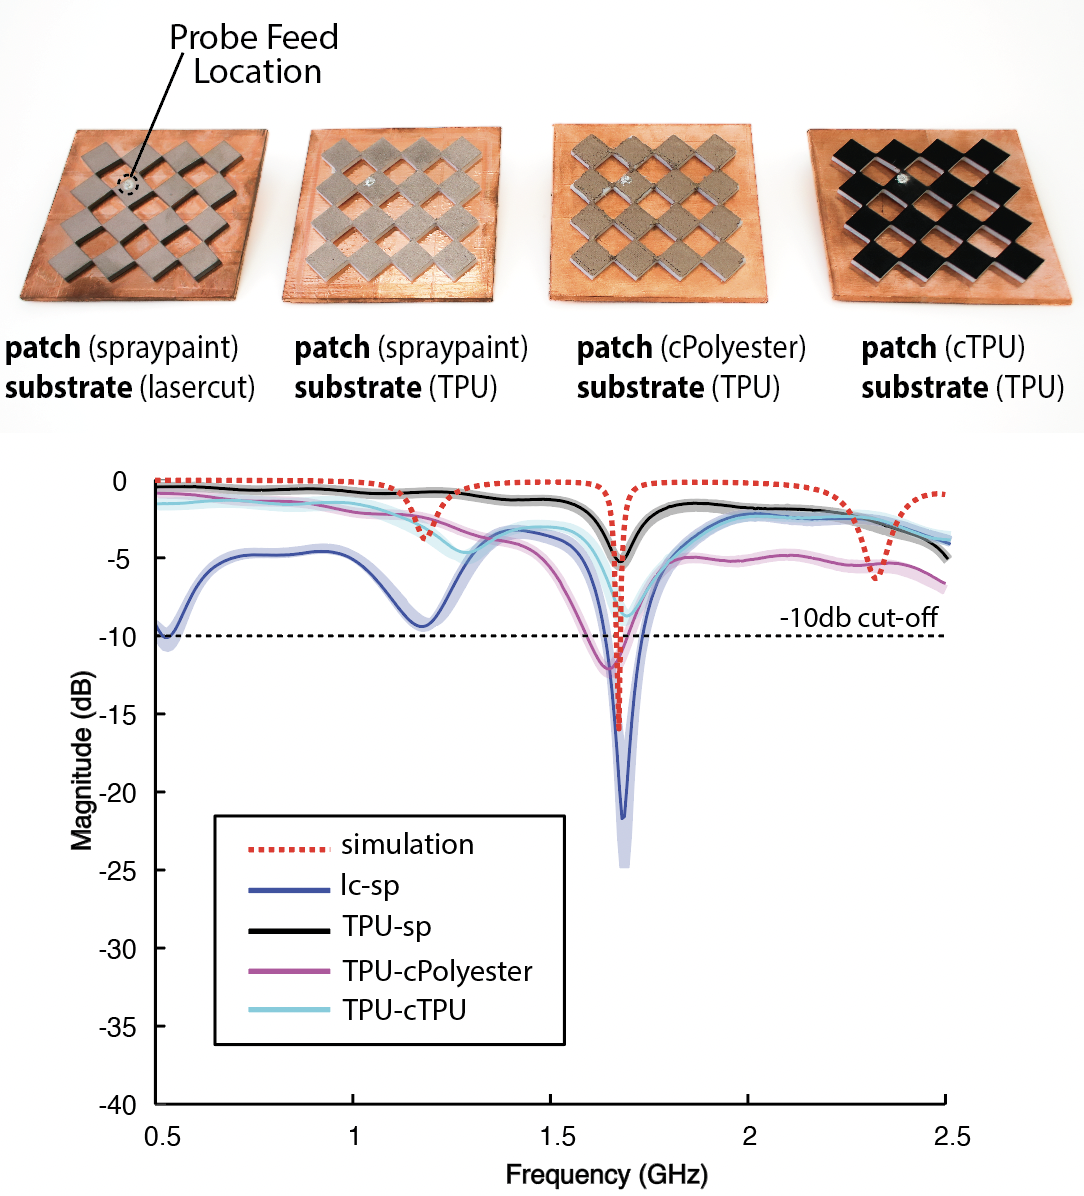 Probe Feed
Location
patch (spraypaint)
substrate (lasercut)
patch (spraypaint)
substrate (TPU)
patch (cPolyester)
substrate (TPU)
patch (cTPU)
substrate (TPU)
0
-5
-10
-15
-20
-25
-30
-35
-40
Magnitude (dB)
-10db cut-off
simulation
lc-sp
TPU-sp
TPU-cPolyester
TPU-cTPU
0.5
1
1.5
2
2.5
Frequency (GHz)